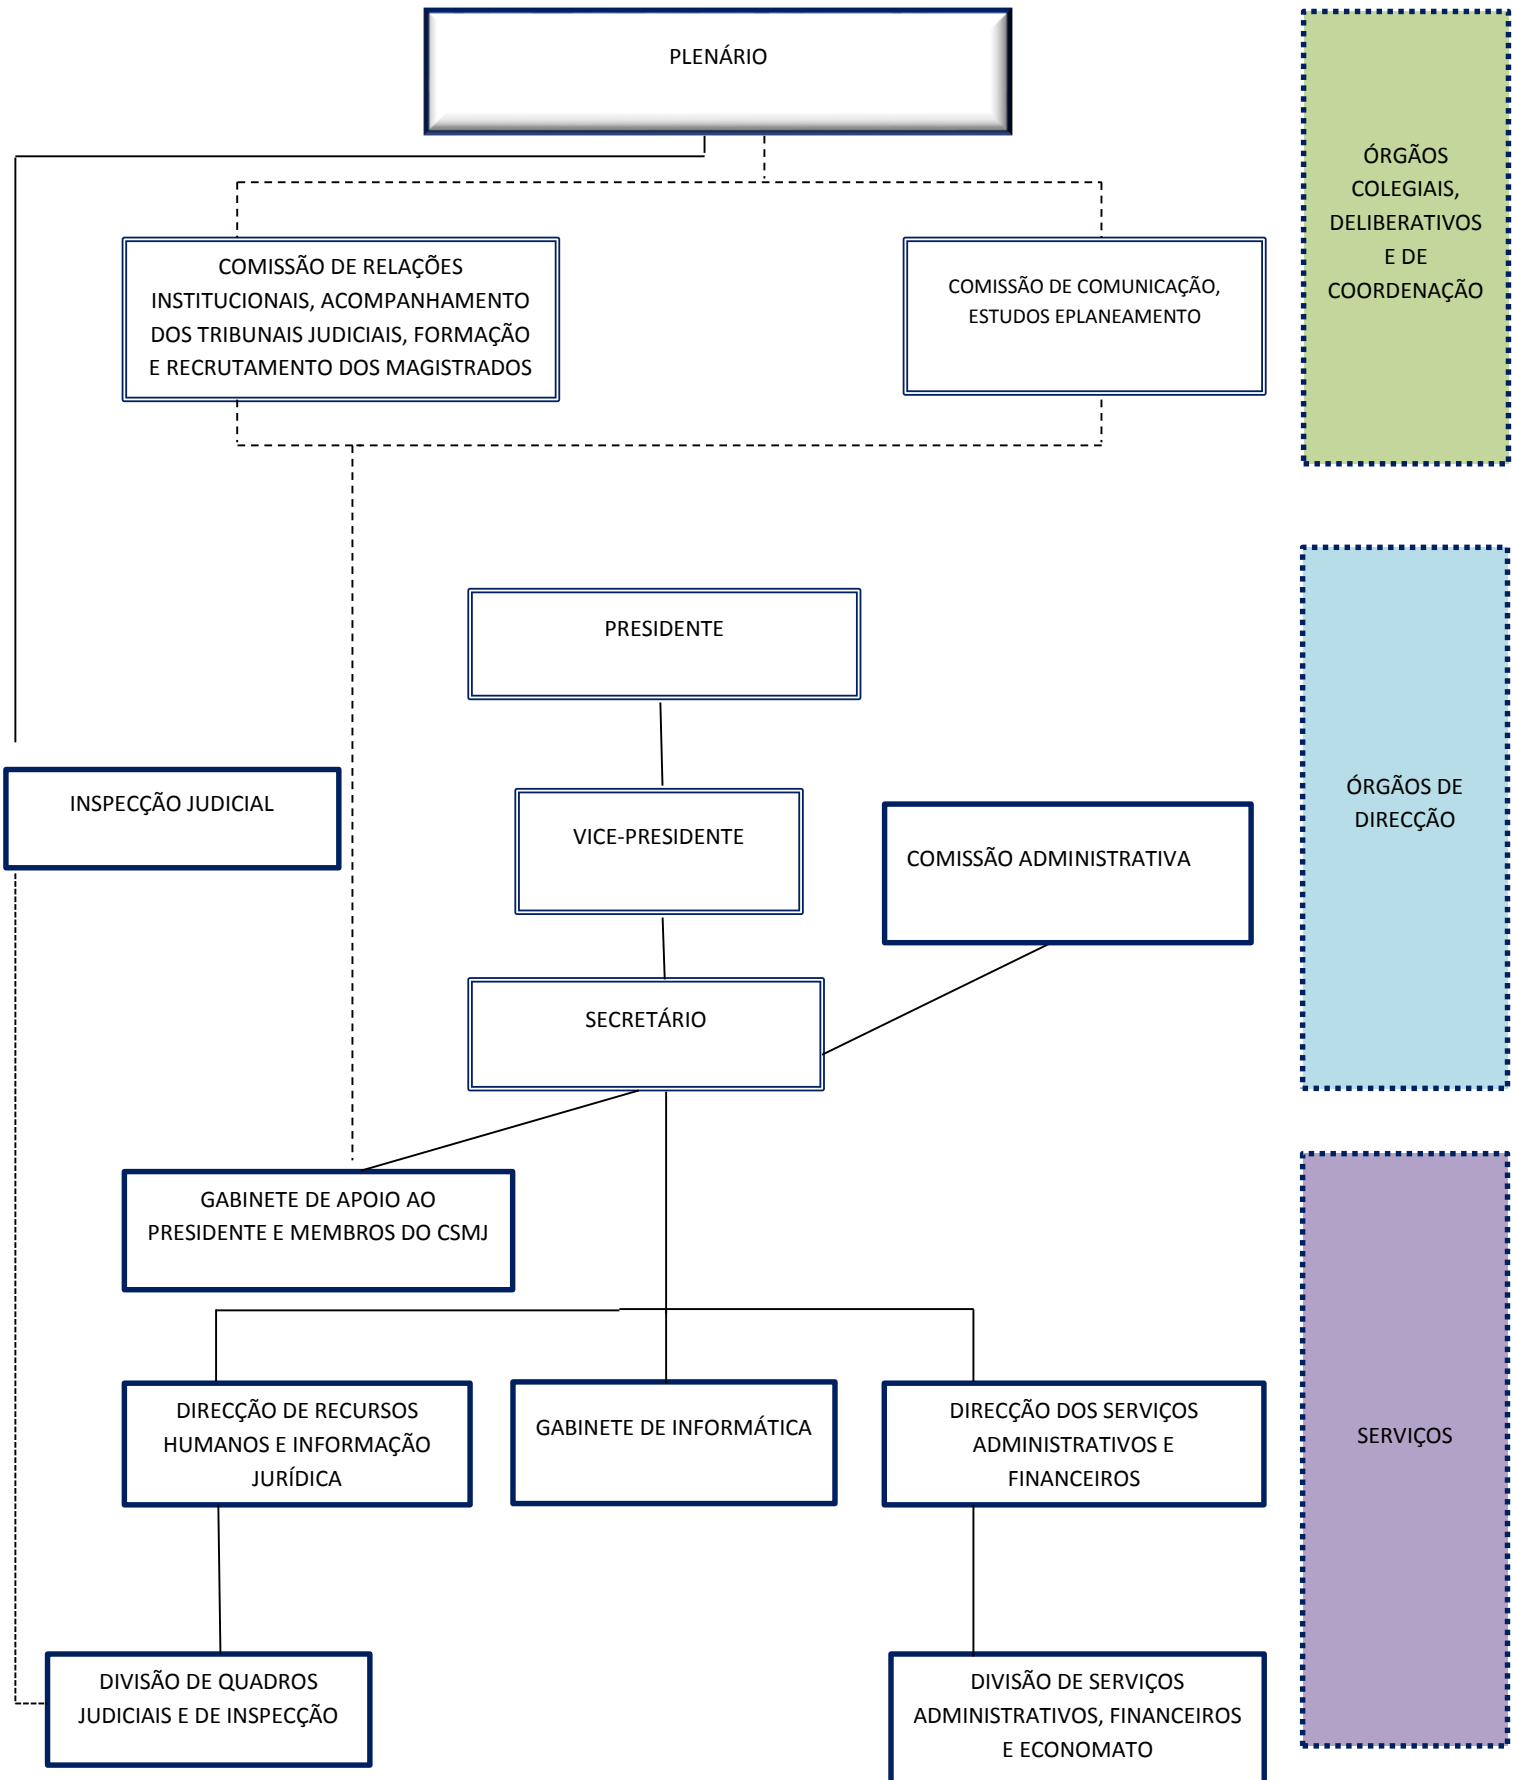 PLENÁRIO
COMISSÃO DE RELAÇÕES
INSTITUCIONAIS, ACOMPANHAMENTO
DOS TRIBUNAIS JUDICIAIS, FORMAÇÃO
E RECRUTAMENTO DOS MAGISTRADOS
COMISSÃO DE COMUNICAÇÃO,
ESTUDOS EPLANEAMENTO
ÓRGÃOS
COLEGIAIS,
DELIBERATIVOS
E DE
COORDENAÇÃO
PRESIDENTE
INSPECÇÃO JUDICIAL
VICE-PRESIDENTE
COMISSÃO ADMINISTRATIVA
ÓRGÃOS DE
DIRECÇÃO
SECRETÁRIO
GABINETE DE APOIO AO
PRESIDENTE E MEMBROS DO CSMJ
DIRECÇÃO DE RECURSOS
HUMANOS E INFORMAÇÃO
JURÍDICA
GABINETE DE INFORMÁTICA
DIRECÇÃO DOS SERVIÇOS
ADMINISTRATIVOS E
FINANCEIROS
SERVIÇOS
DIVISÃO DE QUADROS
JUDICIAIS E DE INSPECÇÃO
DIVISÃO DE SERVIÇOS
ADMINISTRATIVOS, FINANCEIROS
E ECONOMATO